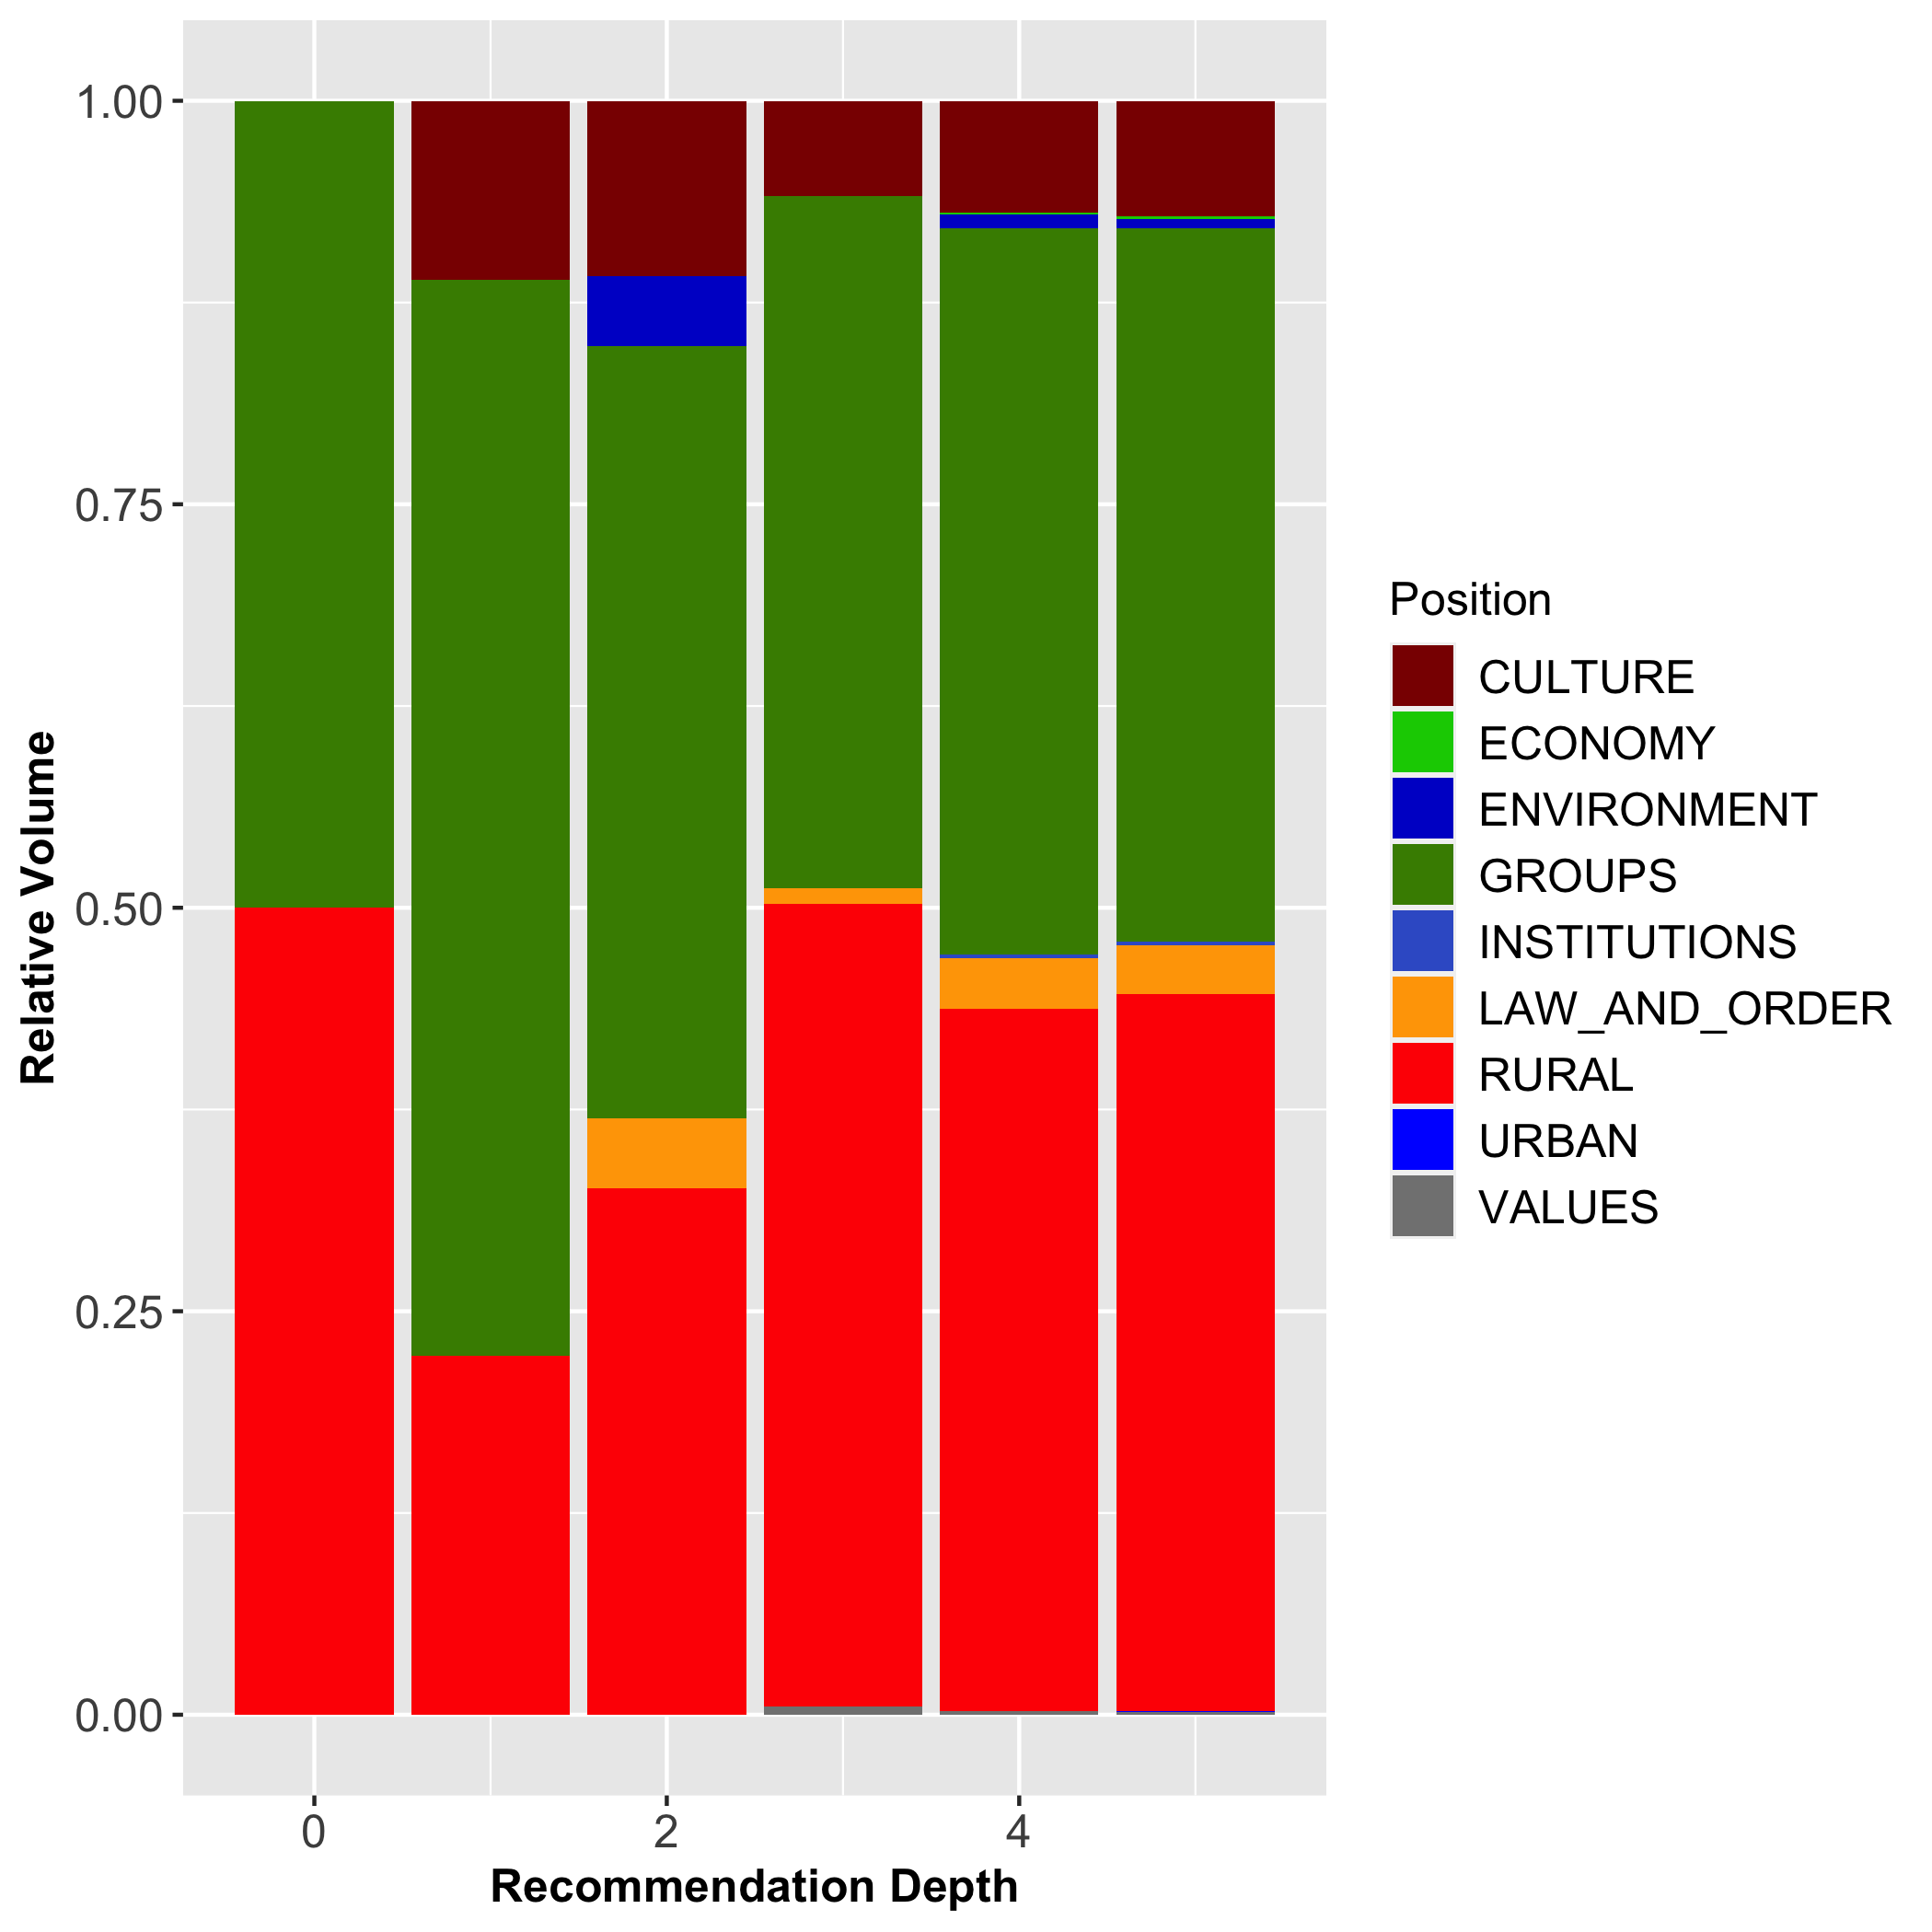 1.00
0.75
0.50
0.25
0.00
Relative Volume
0
2
4
Recommendation Depth
Position
CULTURE
ECONOMY
ENVIRONMENT
GROUPS
INSTITUTIONS
LAW_AND_ORDER
RURAL
URBAN
VALUES